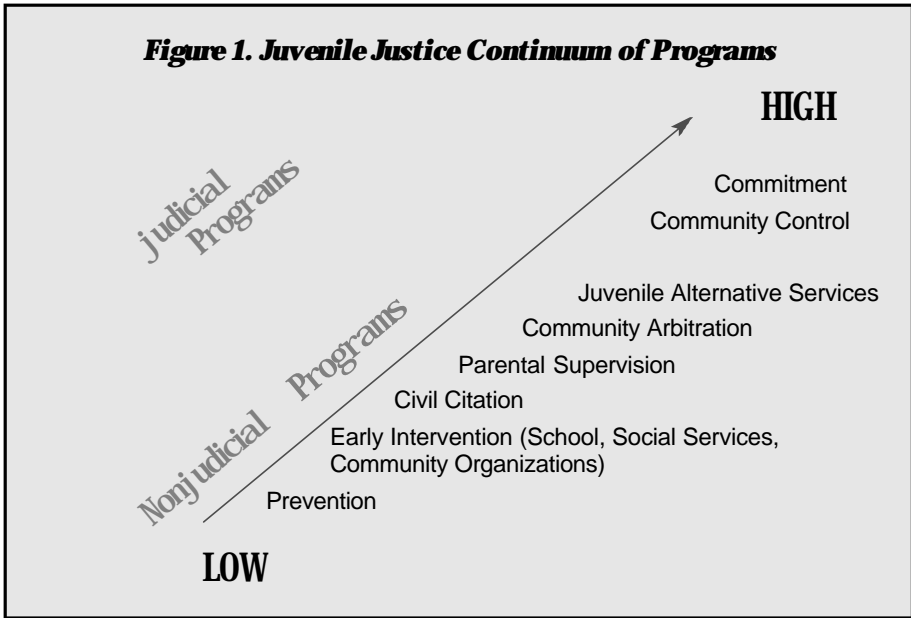 Figure 1. Juvenile Justice Continuum of Programs
HIGH
judicial
Programs
Commitment
Community Control
Juvenile Alternative Services
Community Arbitration
Nonjudicial Programs
Parental Supervision
Civil Citation
Early Intervention (School, Social Services,
Community Organizations)
Prevention
LOW